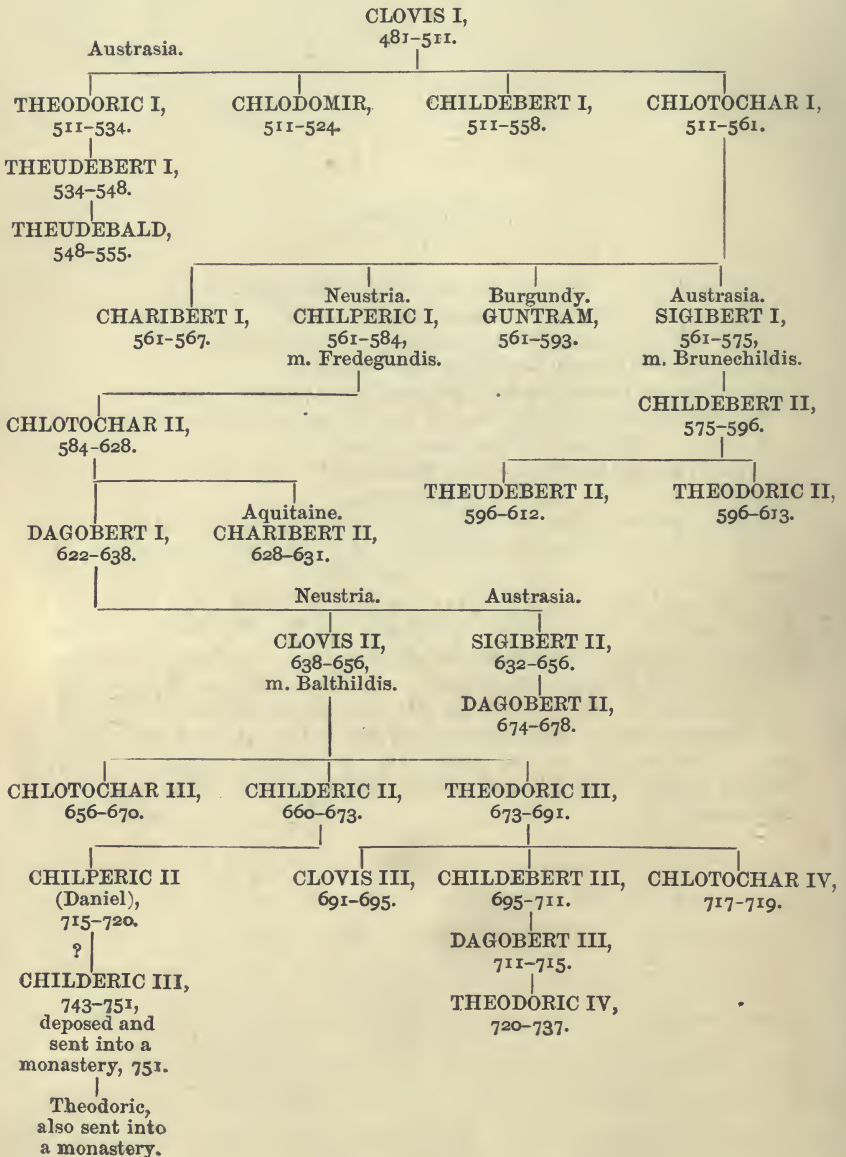 CLOVIS I,
481–511.
Austrasia.
THEODORIC I,
511–534.
CHLODOMIR,
511–524.
CHILDEBERT I,
511–558.
CHLOTOCHAR I,
511–561.
THEUDEBERT I,
534–548.
THEUDEBALD,
548–555.
CHARIBERT I,
561–567.
Neustria.
CHILPERIC I,
561–584,
m. Fredegundis.
Burgundy.
GUNTRAM,
561–593.
Austrasia.
SIGIBERT I,
561–575,
m. Brunechildis.
CHLOTOCHAR II,
584–628.
CHILDEBERT II,
575–596.
THEUDEBERT II,
596–612.
THEODORIC II,
596–613.
DAGOBERT I,
622–638.
Aquitaine.
CHARIBERT II,
628–631.
Neustria.
CLOVIS II,
638–656,
m. Balthildis.
Austrasia.
SIGIBERT II,
632–656.
DAGOBERT II,
674–678.
CHLOTOCHAR III,
656–670.
CHILDERIC II,
660–673.
THEODORIC III,
673–691.
CHILPERIC II
(Daniel),
715–720.
CLOVIS III,
691–695.
CHILDEBERT III,
695–711.
CHLOTOCHAR IV,
717–719.
DAGOBERT III,
711–715.
THEODORIC IV,
720–737.
?
CHILDERIC III,
743–751,
deposed and
sent into a
monastery, 751.
Theodoric,
also sent into
a monastery.